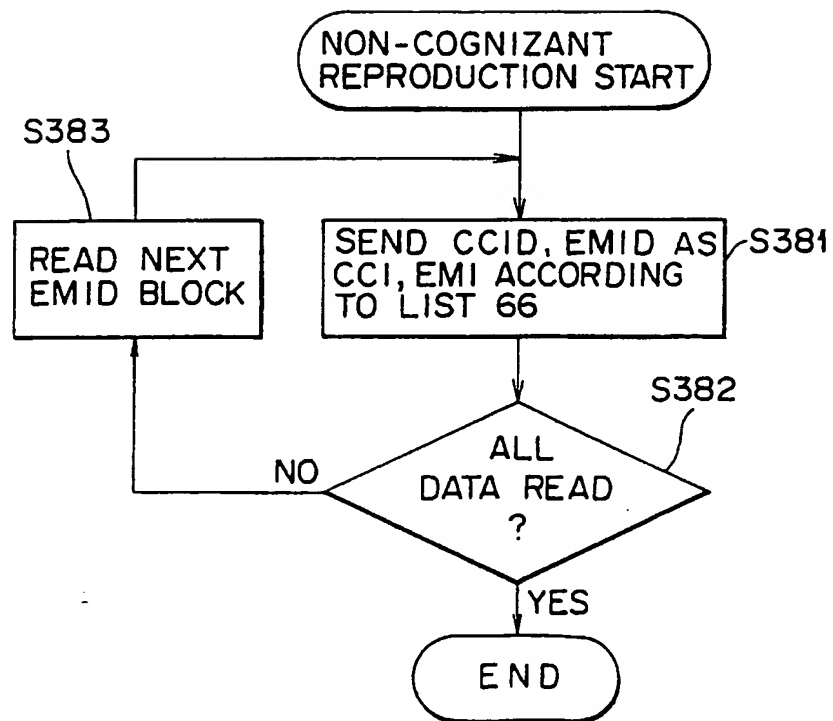 NON-COGNIZANT
REPRODUCTION START
S383
READ NEXT
EMID BLOCK
SEND CCID, EMID AS
CCI, EMI ACCORDING
TO LIST 66
S381
S382
ALL
DATA READ
?
NO
YES
END